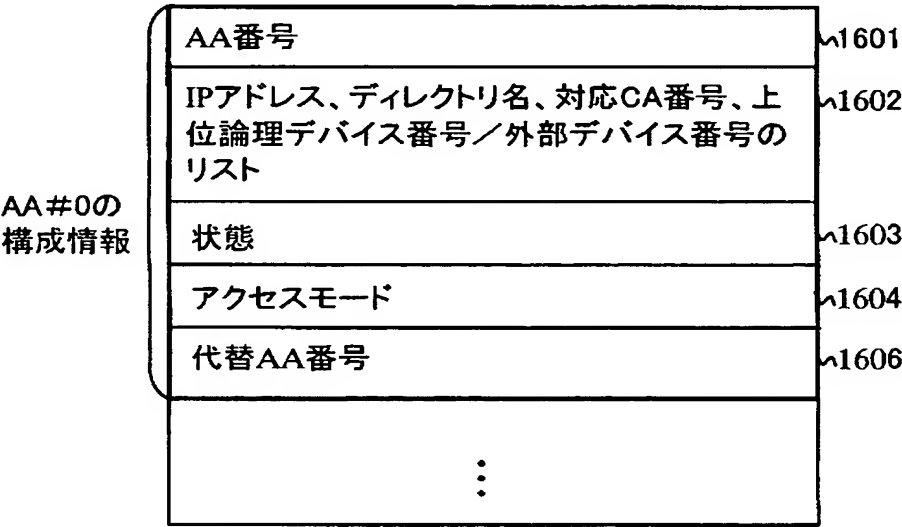 AA番号
1601
IPアドレス、ディレクトリ名、対応CA番号、上
位論理デバイス番号／外部デバイス番号の
リスト
1602
AA#0の
構成情報
状態
1603
アクセスモード
1604
代替AA番号
1606
⋮